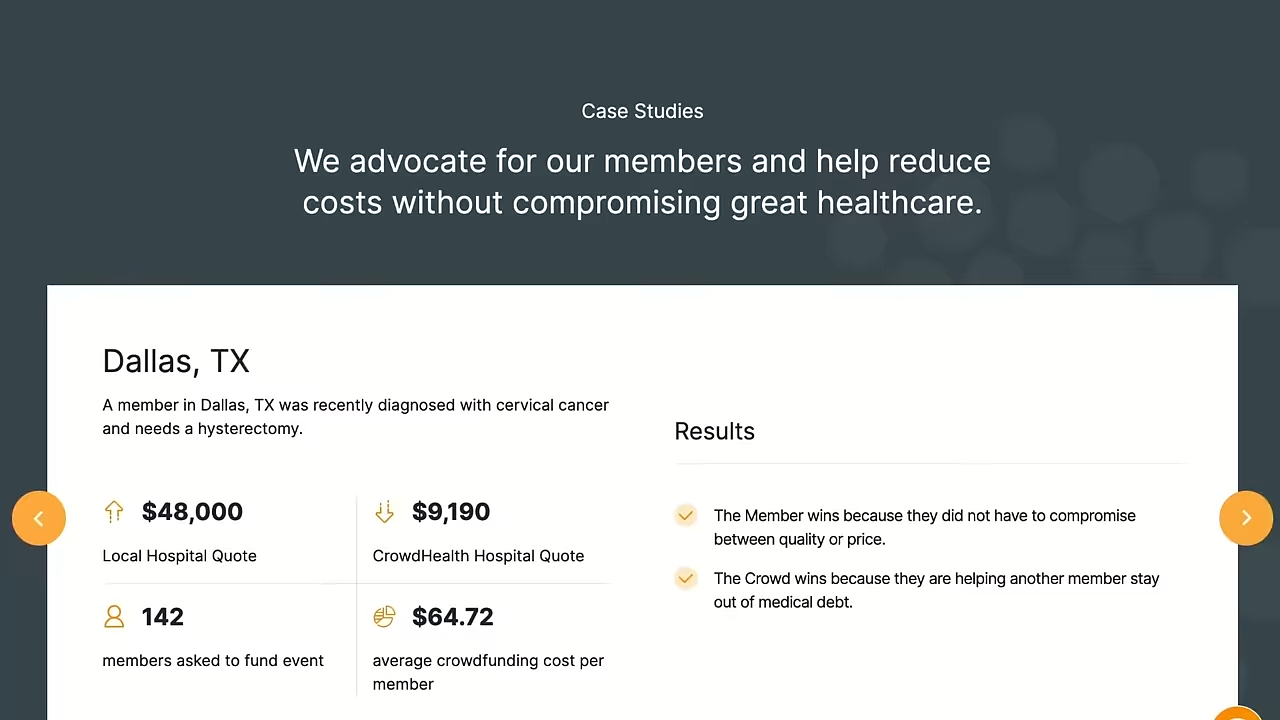 Case Studies
We advocate for our members and help reduce
costs without compromising great healthcare.
Dallas, TX
A member in Dallas, TX was recently diagnosed with cervical cancer
and needs a hysterectomy.
$48,000
Local Hospital Quote
$9,190
CrowdHealth Hospital Quote
142
members asked to fund event
$64.72
average crowdfunding cost per
member
Results
The Member wins because they did not have to compromise
between quality or price.
The Crowd wins because they are helping another member stay
out of medical debt.